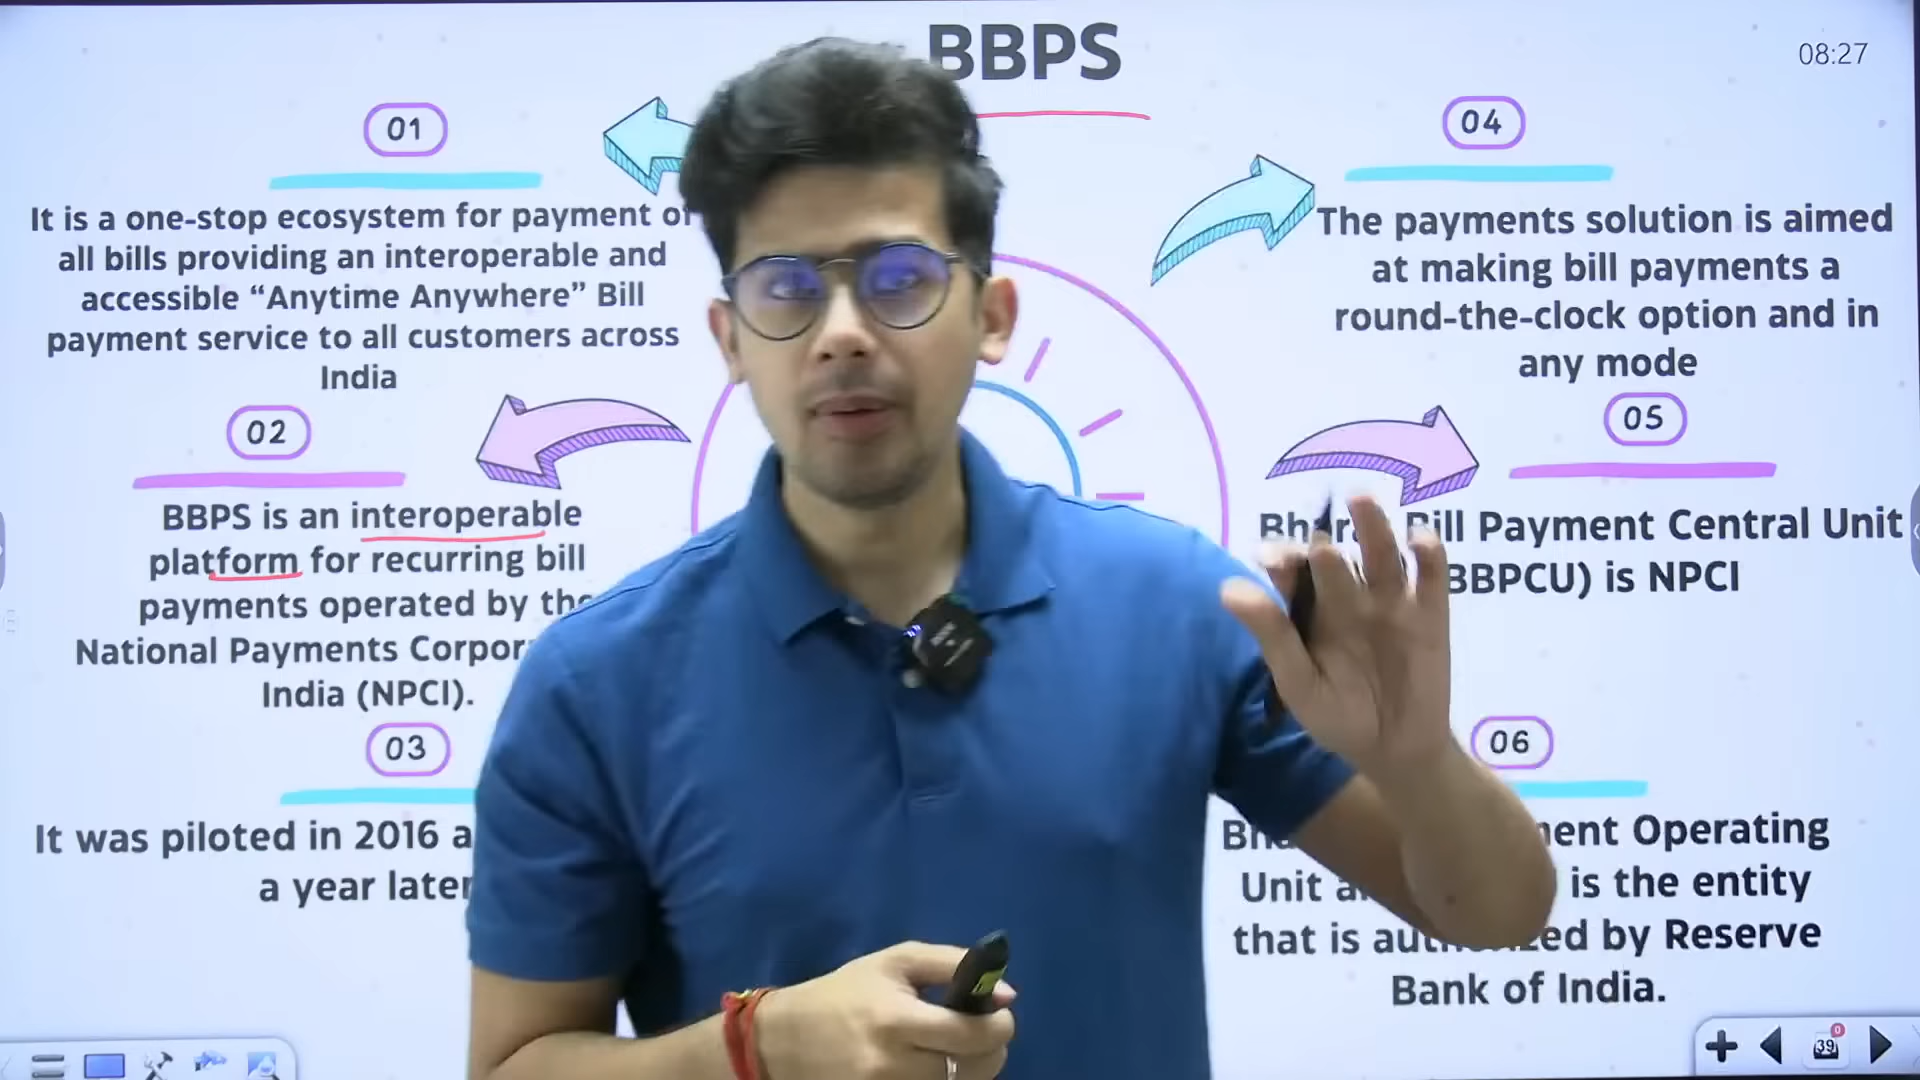 BBPS
08:27
01
It is a one-stop ecosystem for payment of
all bills providing an interoperable and
accessible “Anytime Anywhere” Bill
payment service to all customers across
India
02
BBPS is an interoperable
platform for recurring bill
payments operated by the
National Payments
India (NPCI).
03
It was piloted in 2016
a year later
04
The payments solution is aimed
at making bill payments a
round-the-clock option and in
any mode
05
Bill Payment Central Unit
BBPCU) is NPCI
06
Operating
Unit is the entity
that is by Reserve
Bank of India.
39
0